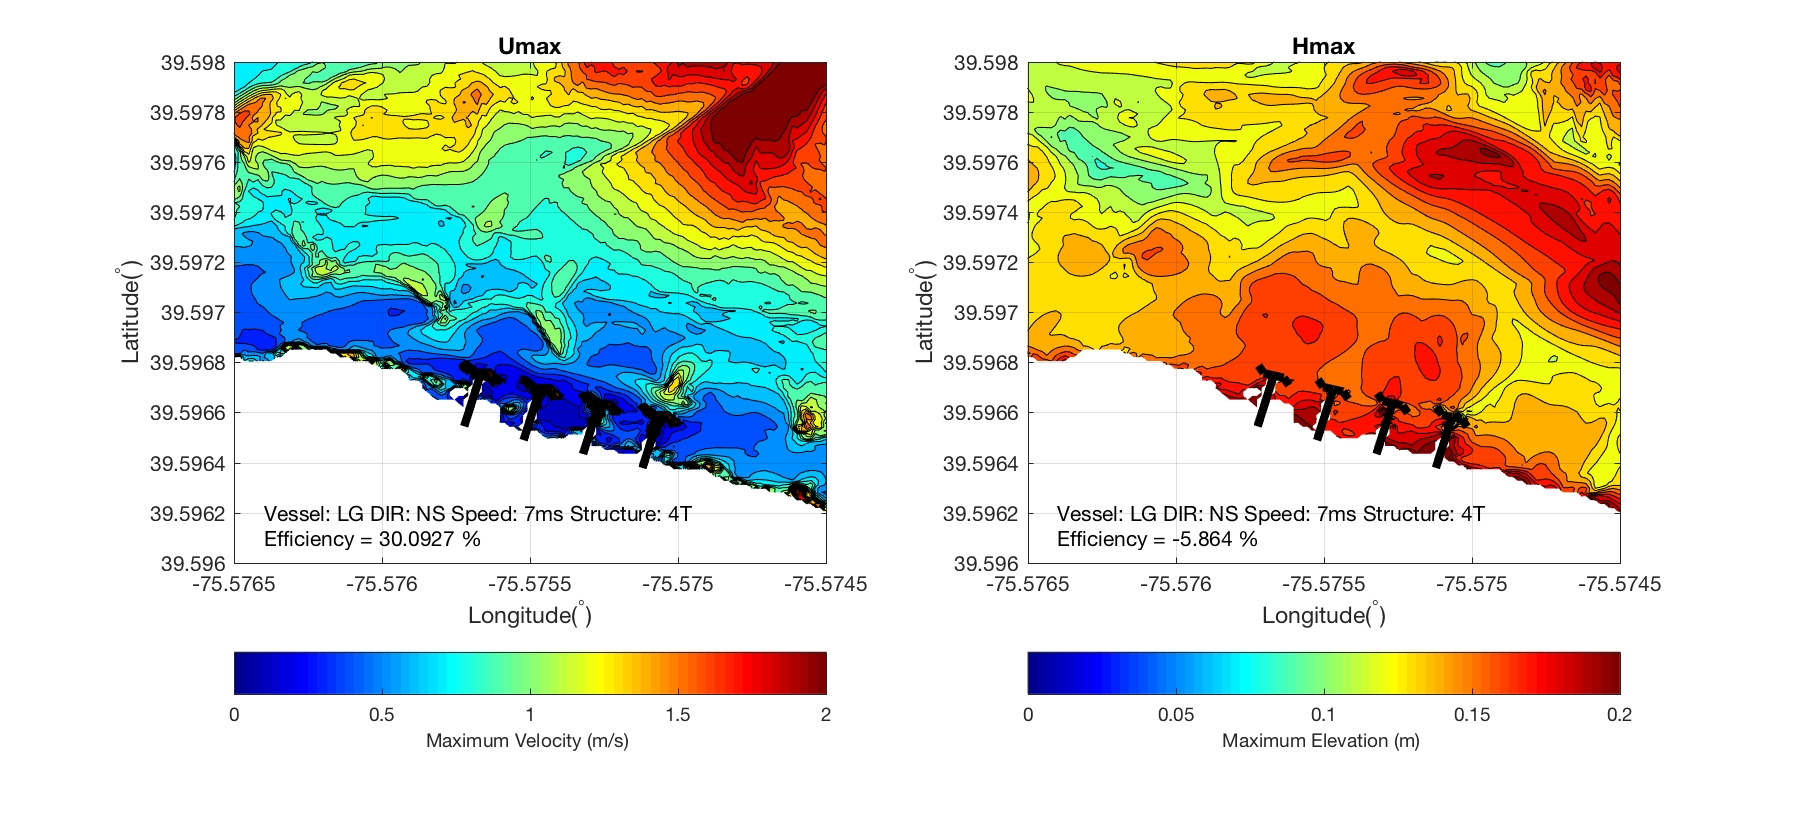 Umax
39.598
39.5978
39.5976
39.5974
39.5972
39.597
39.5968
39.5966
39.5964
39.5962
39.596
Latitude(°)
Vessel: LG DIR: NS Speed: 7ms Structure: 4T
Efficiency = 30.0927 %
-75.5765 -75.576 -75.5755 -75.575 -75.5745
Longitude(°)
0 0.5 1 1.5 2
Maximum Velocity (m/s)
Hmax
39.598
39.5978
39.5976
39.5974
39.5972
39.597
39.5968
39.5966
39.5964
39.5962
39.596
Latitude(°)
Vessel: LG DIR: NS Speed: 7ms Structure: 4T
Efficiency = -5.864 %
-75.5765 -75.576 -75.5755 -75.575 -75.5745
Longitude(°)
0 0.05 0.1 0.15 0.2
Maximum Elevation (m)